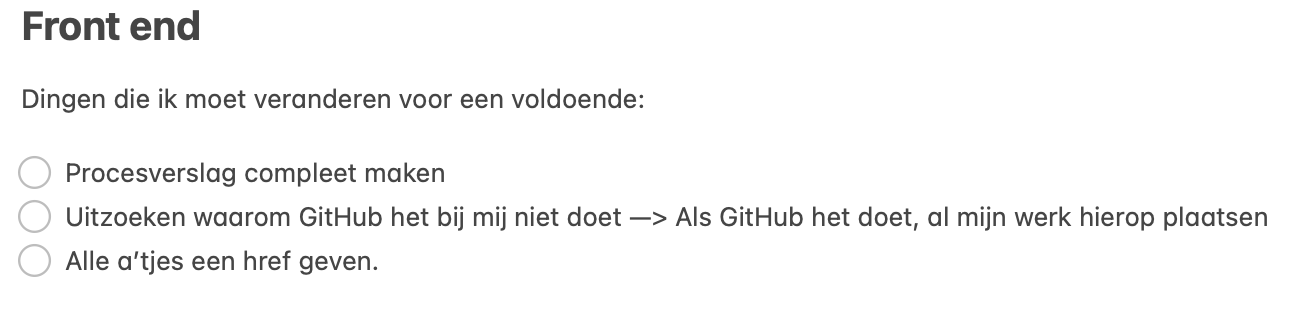 Front end
Dingen die ik moet veranderen voor een voldoende:
Procesverslag compleet maken
Uitzoeken waarom GitHub het bij mij niet doet —> Als GitHub het doet, al mijn werk hierop plaatsen
Alle a’tjes een href geven.